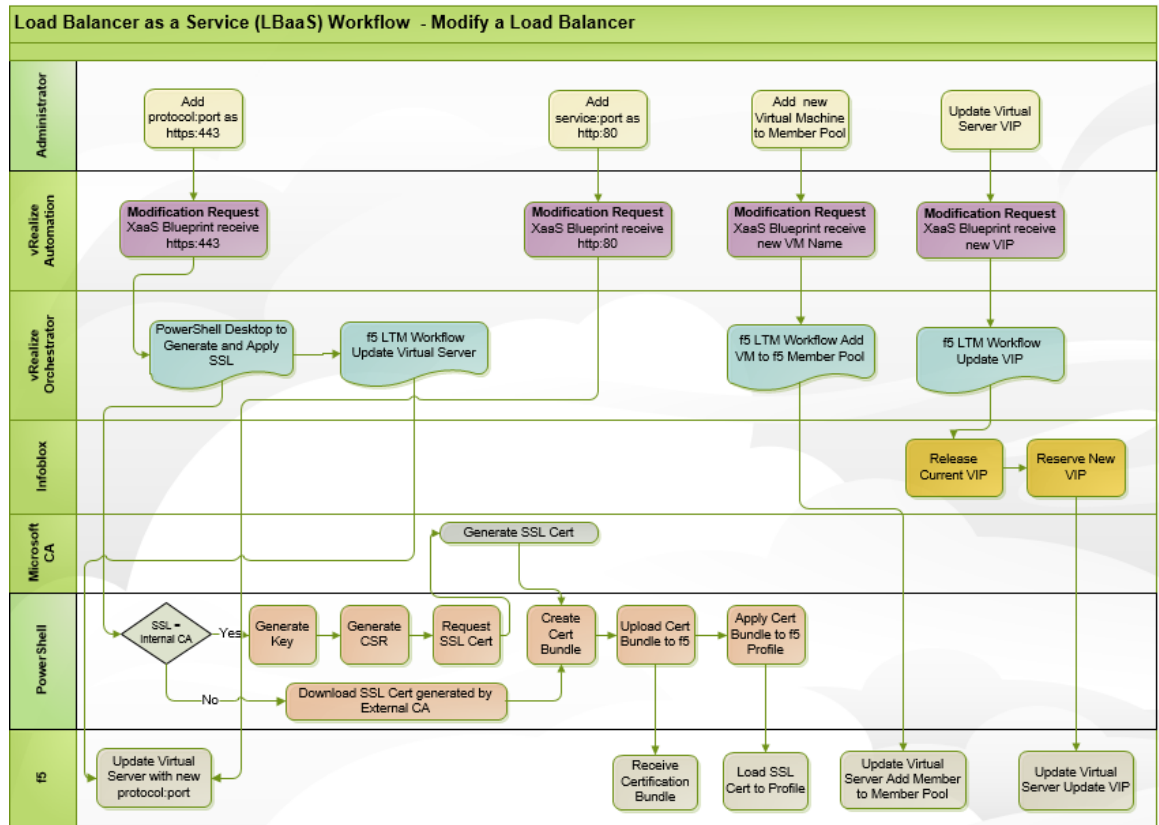 Load Balancer as a Service (LBaaS) Workflow - Modify a Load Balancer
Administrator
Add
protocol:port as
https:443
Add
service:port as
http:80
Add new
Virtual Machine
to Member Pool
Update Virtual
Server VIP
vRealize
Automation
Modification Request
XaaS Blueprint receive
https:443
Modification Request
XaaS Blueprint receive
http:80
Modification Request
XaaS Blueprint receive
new VM Name
Modification Request
XaaS Blueprint receive
new VIP
vRealize
Orchestrator
PowerShell Desktop to
Generate and Apply
SSL
f5 LTM Workflow
Update Virtual Server
f5 LTM Workflow Add
VM to f5 Member Pool
f5 LTM Workflow
Update VIP
Infoblox
Release
Current VIP
Reserve New
VIP
Microsoft
CA
Generate SSL Cert
PowerShell
SSL =
Internal CA
Yes
Generate
Key
Generate
CSR
Request
SSL Cert
Create
Cert
Bundle
Upload Cert
Bundle to f5
Apply Cert
Bundle to f5
Profile
No
Download SSL Cert generated by
External CA
f5
Update Virtual
Server with new
protocol:port
Receive
Certification
Bundle
Load SSL
Cert to Profile
Update Virtual
Server Add Member
to Member Pool
Update Virtual
Server Update VIP